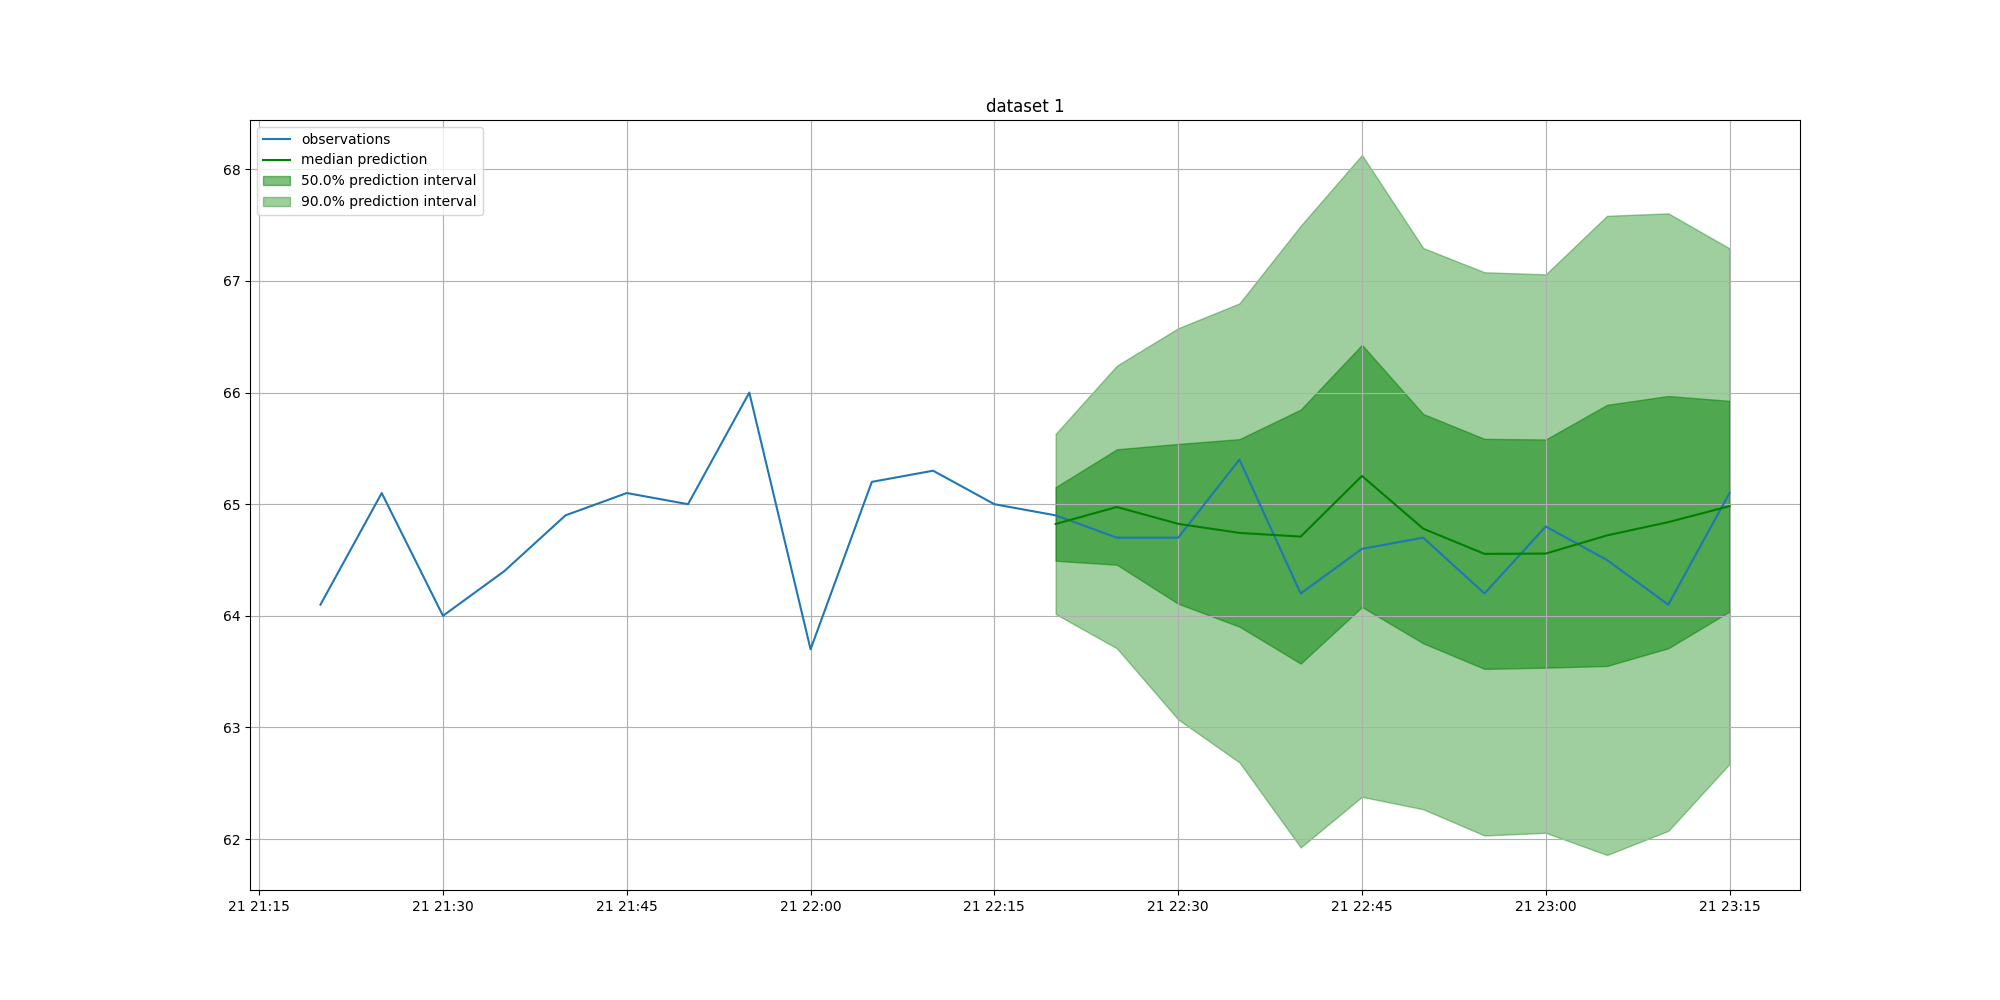 dataset 1
observations
median prediction
50.0% prediction interval
90.0% prediction interval
68
67
66
65
64
63
62
21 21:15 21 21:30 21 21:45 21 22:00 21 22:15 21 22:30 21 22:45 21 23:00 21 23:15